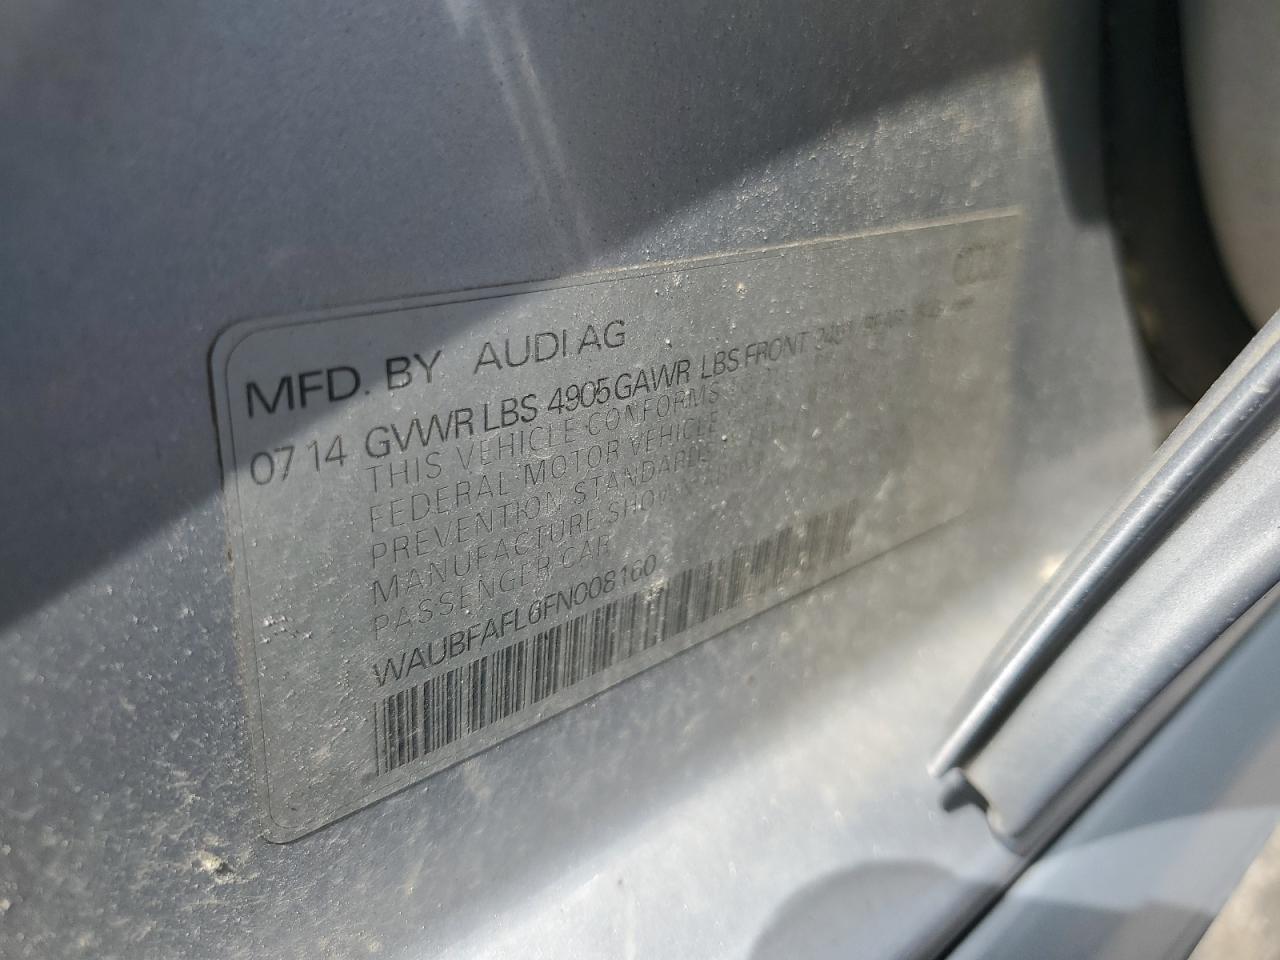 MFD. BY AUDI AG
07 14 GVWR LBS 4905 GAWR LBS FRONT
THIS VEHICLE CONFORMS
FEDERAL MOTOR VEHICLE
PREVENTION STANDARDS
MANUFACTURE SHOWN
PASSENGER CAR
WAUBFAFL6FN008160